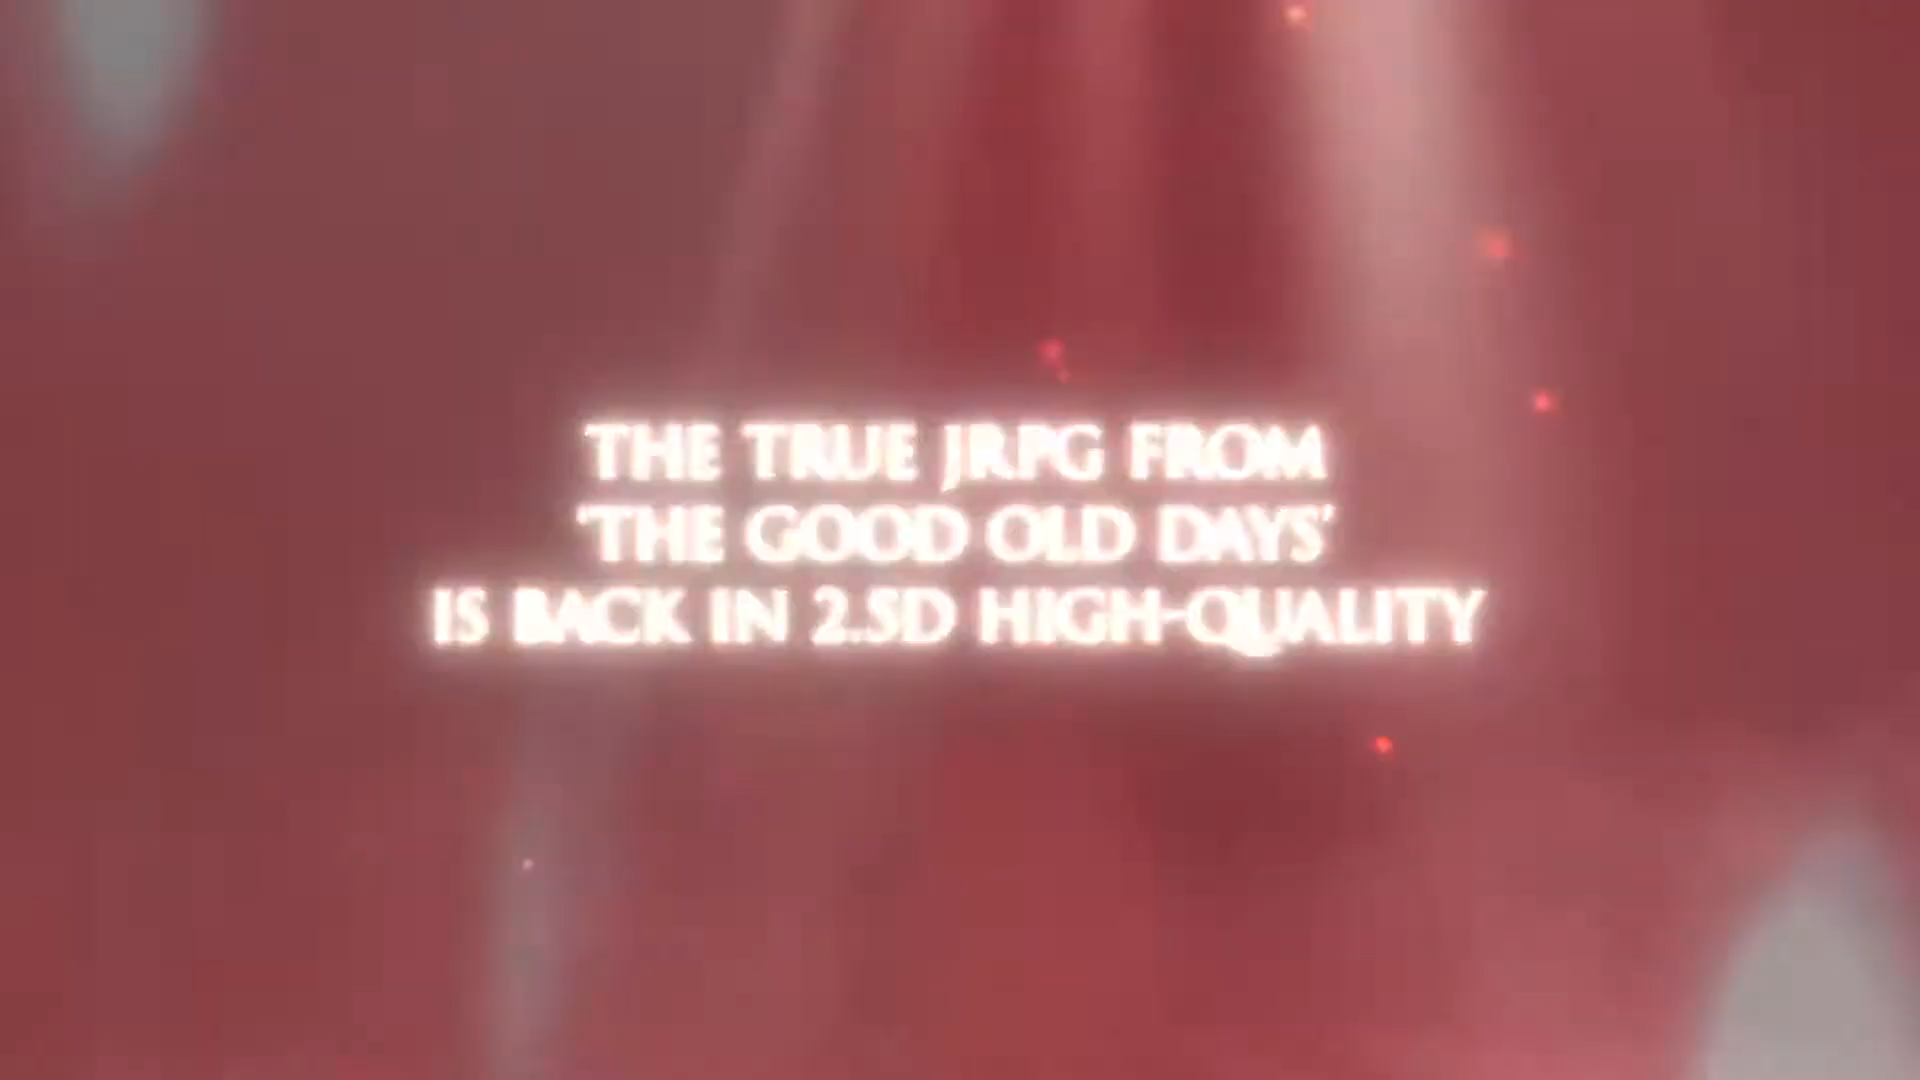 THE TRUE JRPG FROM
'THE GOOD OLD DAYS'
IS BACK IN 2.5D HIGH-QUALITY